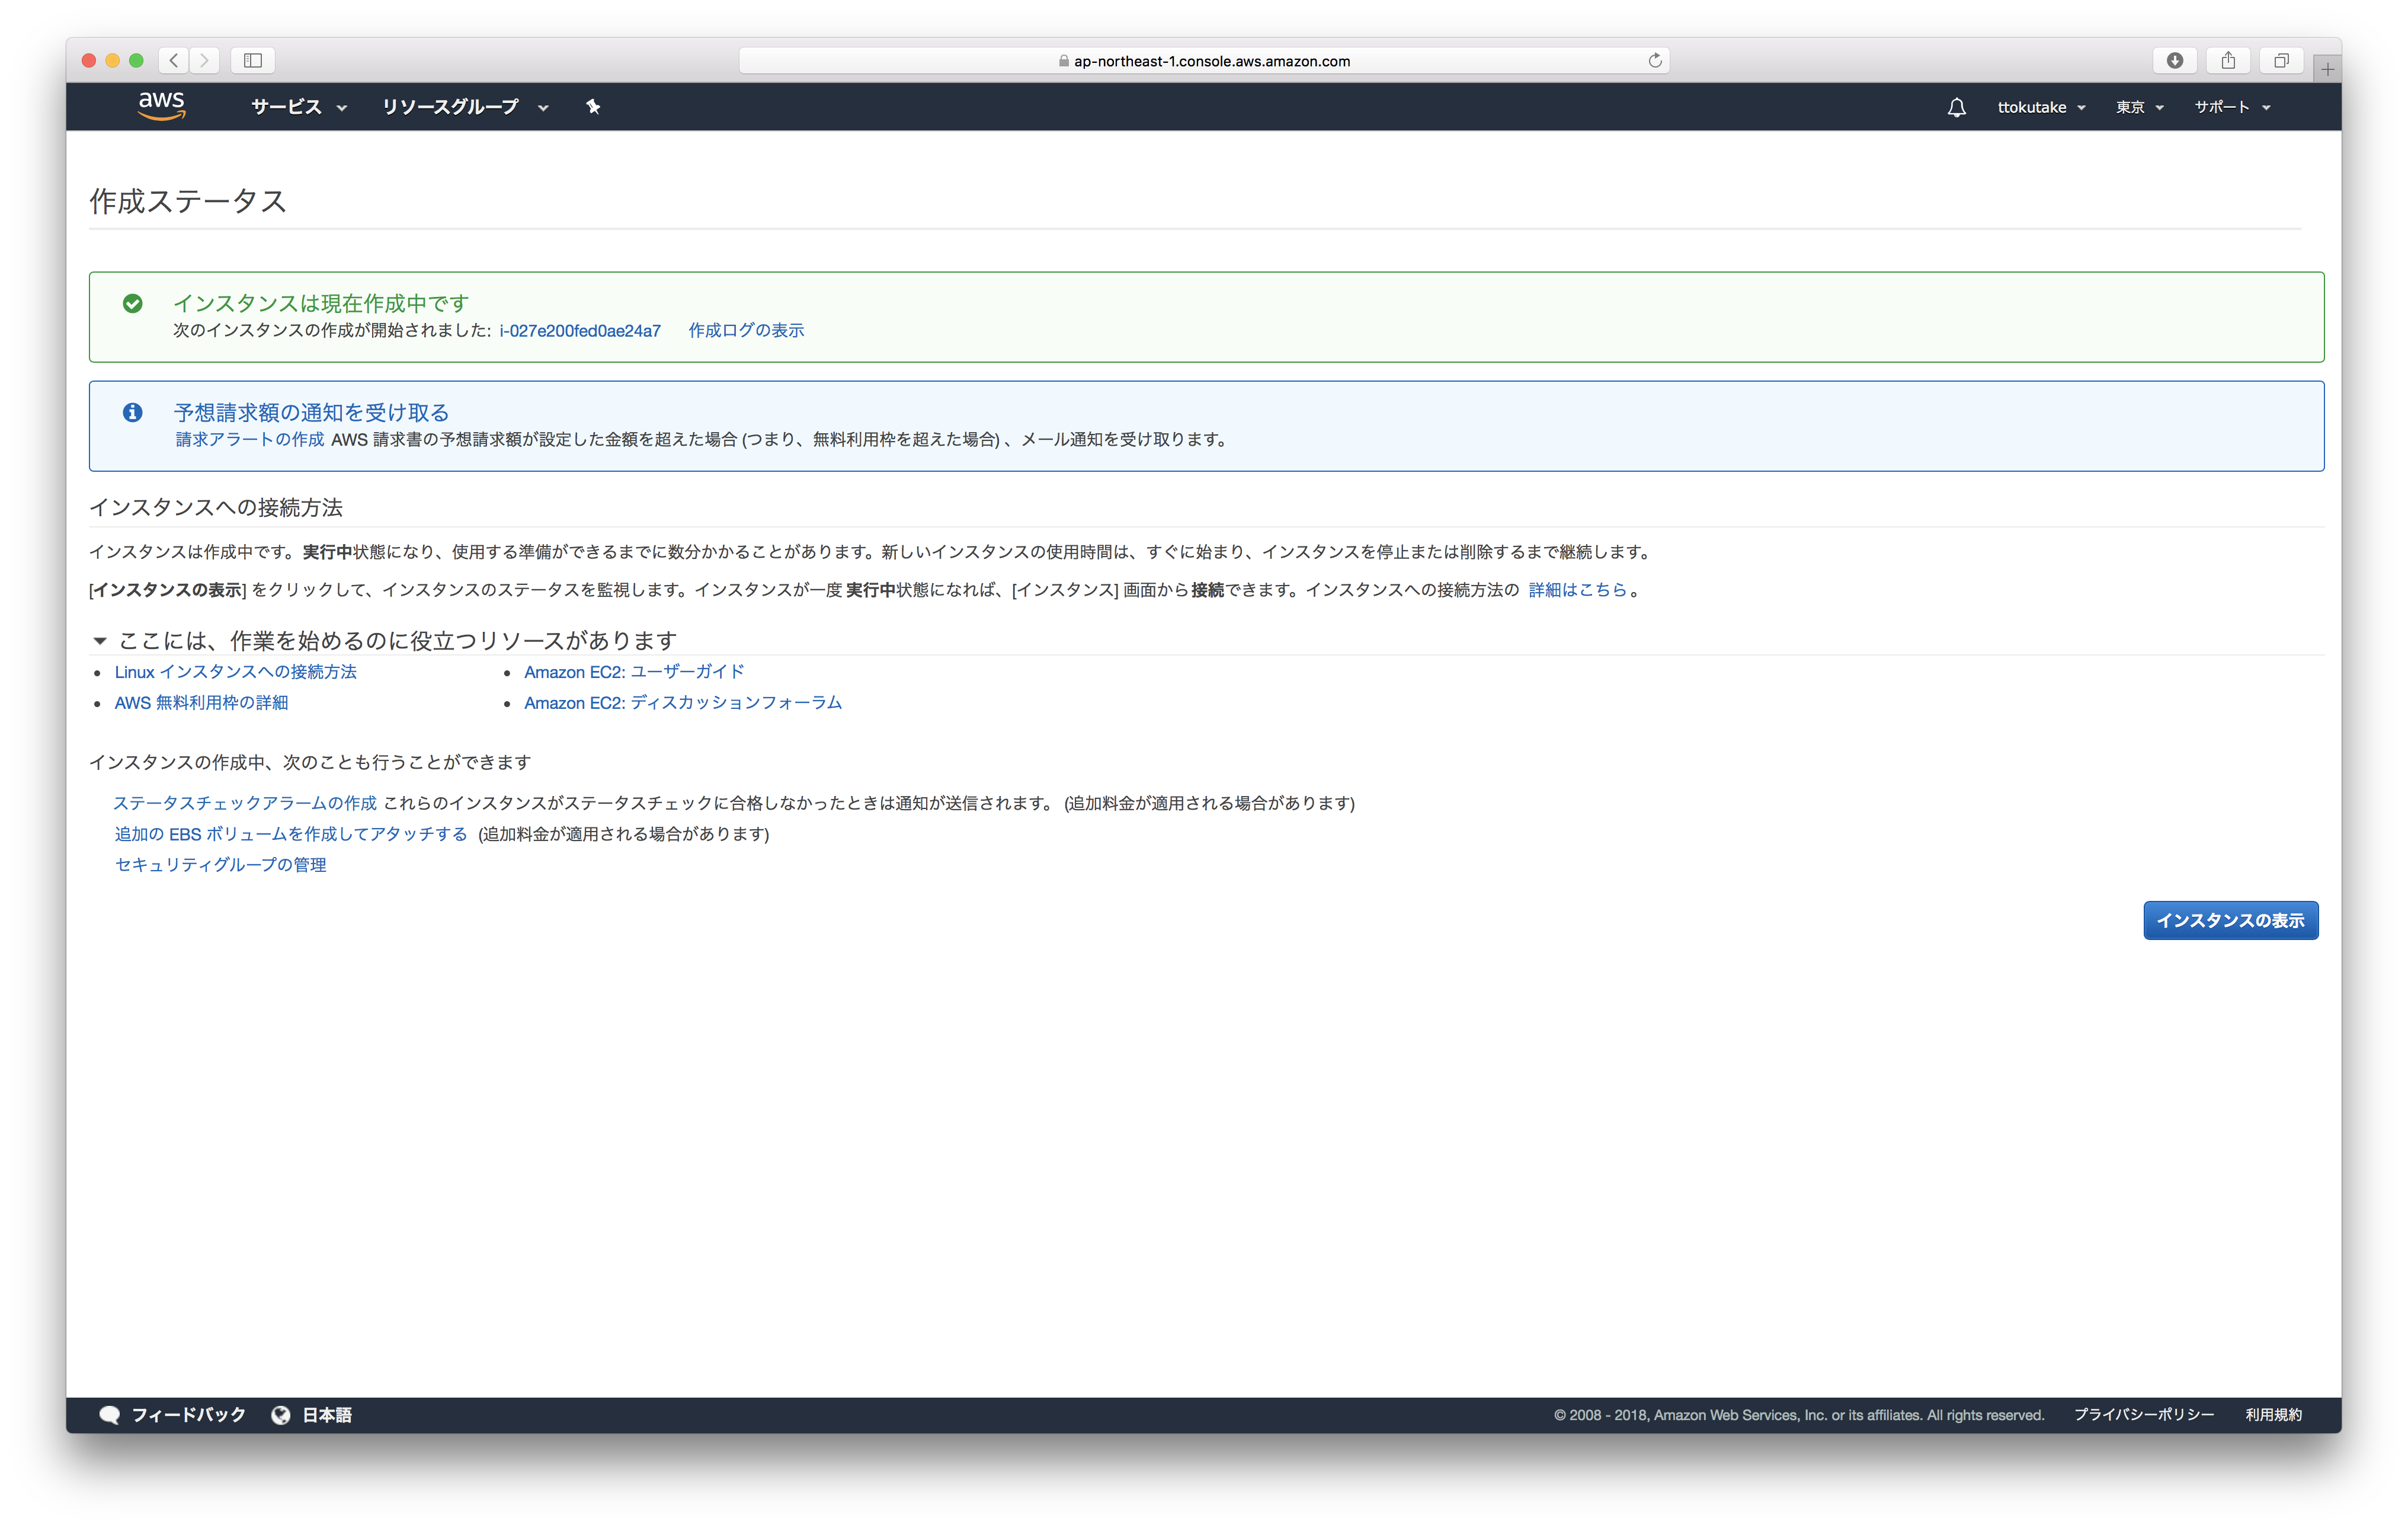 ap-northeast-1.console.aws.amazon.com
aws サービス リソースグループ ttokutake 東京 サポート
作成ステータス
インスタンスは現在作成中です
次のインスタンスの作成が開始されました: i-027e200fed0ae24a7 作成ログの表示
予想請求額の通知を受け取る
請求アラートの作成 AWS 請求書の予想請求額が設定した金額を超えた場合 (つまり、無料利用枠を超えた場合) 、メール通知を受け取ります。
インスタンスへの接続方法
インスタンスは作成中です。実行中状態になり、使用する準備ができるまでに数分かかることがあります。新しいインスタンスの使用時間は、すぐに始まり、インスタンスを停止または削除するまで継続します。
[インスタンスの表示] をクリックして、インスタンスのステータスを監視します。インスタンスが一度 実行中状態になれば、[インスタンス] 画面から 接続できます。インスタンスへの接続方法の 詳細はこちら 。
ここには、作業を始めるのに役立つリソースがあります
• Linux インスタンスへの接続方法 • Amazon EC2: ユーザーガイド
• AWS 無料利用枠の詳細 • Amazon EC2: ディスカッションフォーラム
インスタンスの作成中、次のことも行うことができます
ステータスチェックアラームの作成 これらのインスタンスがステータスチェックに合格しなかったときは通知が送信されます。 (追加料金が適用される場合があります)
追加の EBS ボリュームを作成してアタッチする (追加料金が適用される場合があります)
セキュリティグループの管理
インスタンスの表示
フィードバック 日本語 © 2008 - 2018, Amazon Web Services, Inc. or its affiliates. All rights reserved. プライバシーポリシー 利用規約